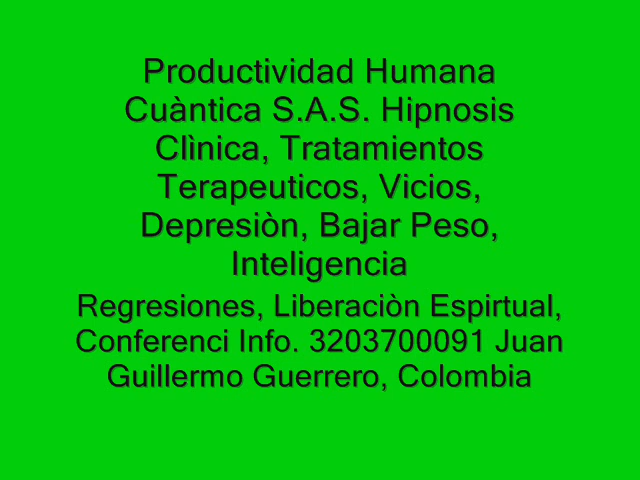 Productividad Humana
Cuàntica S.A.S. Hipnosis
Clìnica, Tratamientos
Terapeuticos, Vicios,
Depresiòn, Bajar Peso,
Inteligencia
Regresiones, Liberaciòn Espirtual,
Conferenci Info. 3203700091 Juan
Guillermo Guerrero, Colombia